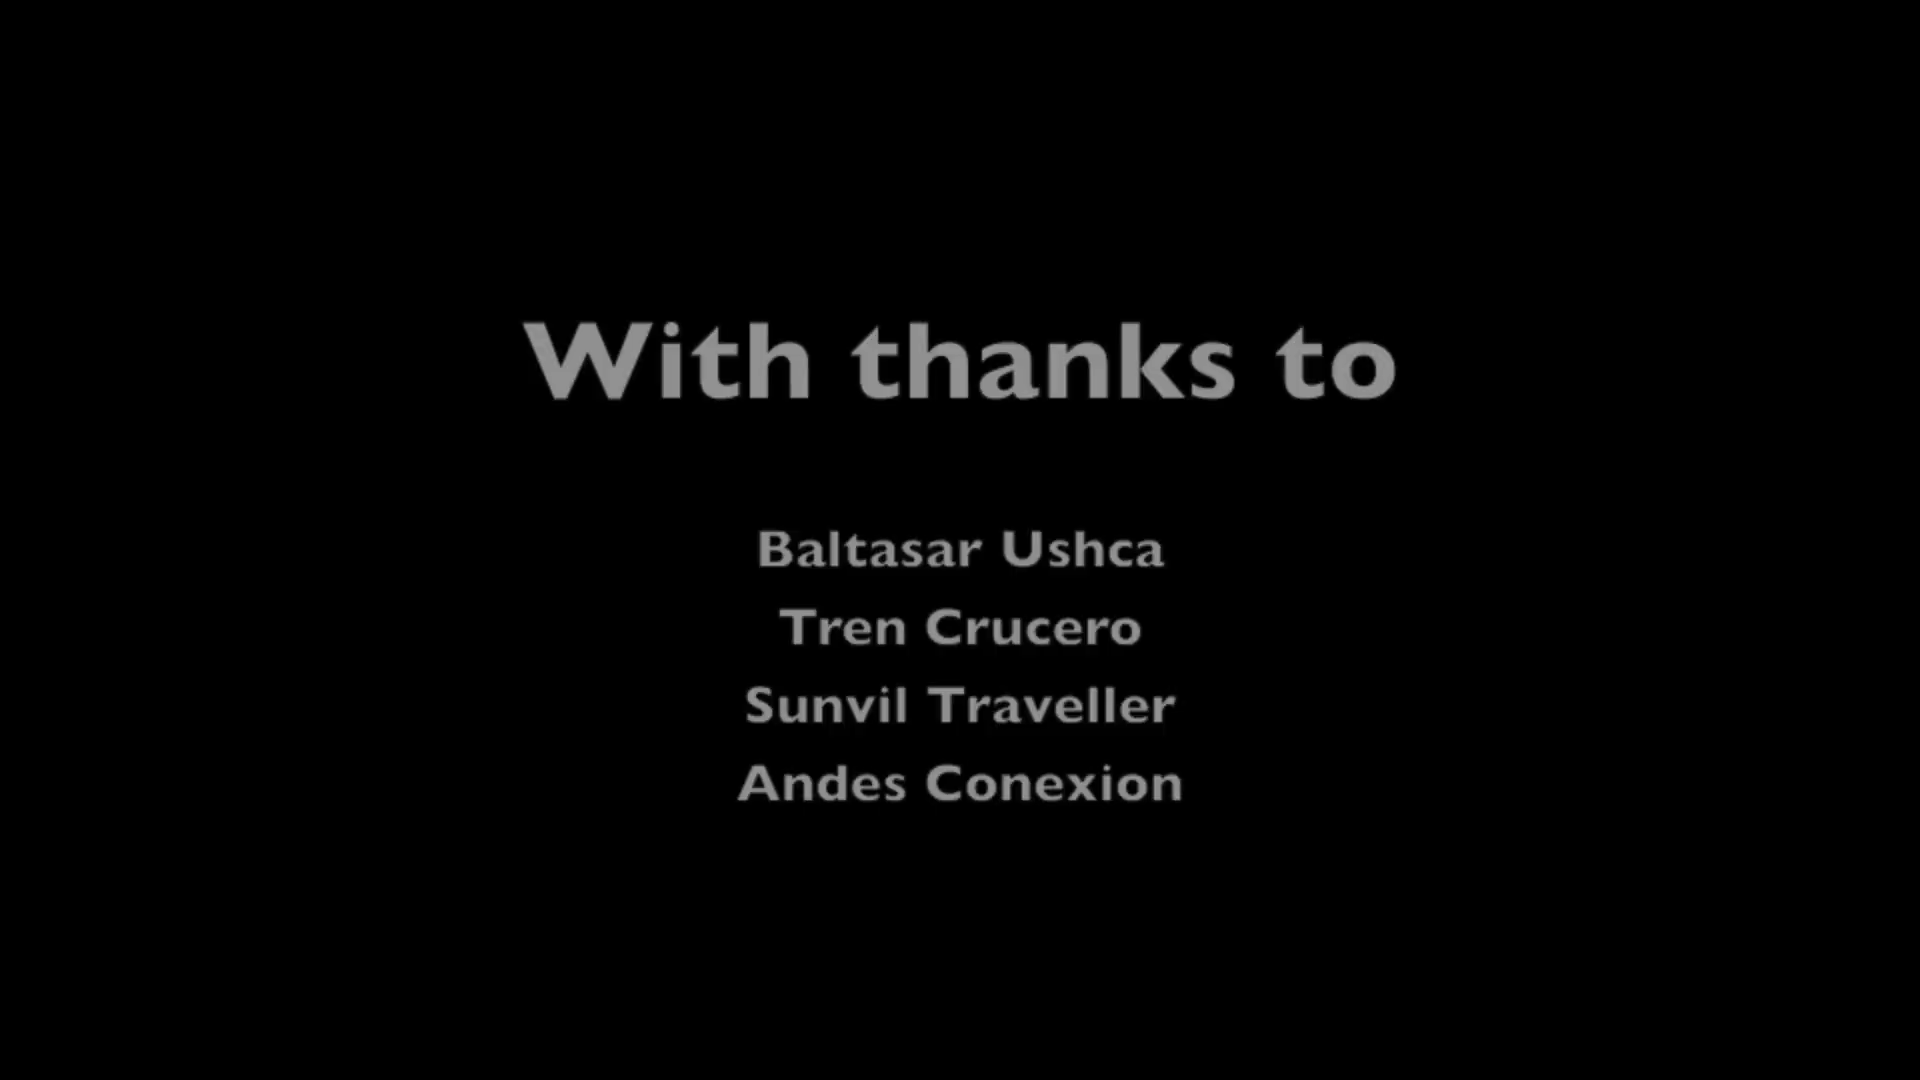 With thanks to
Baltasar Ushca
Tren Crucero
Sunvil Traveller
Andes Conexion